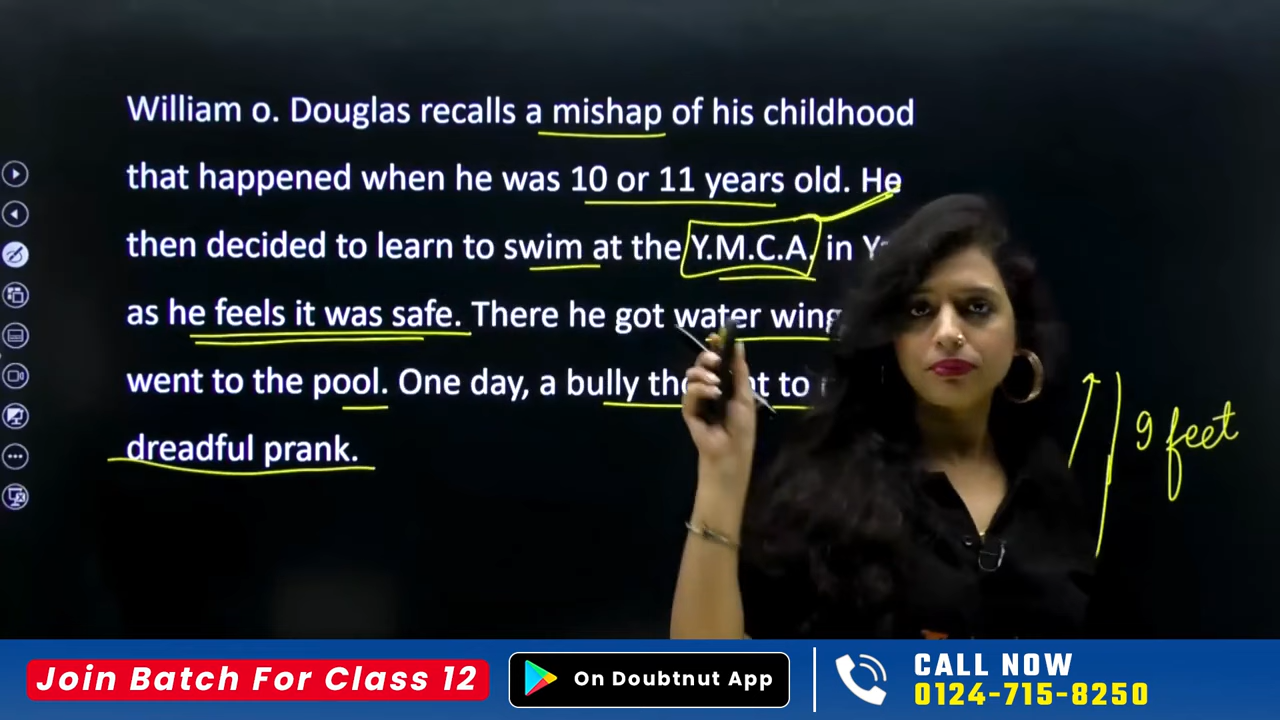 William o. Douglas recalls a mishap of his childhood
that happened when he was 10 or 11 years old. He
then decided to learn to swim at the Y.M.C.A. in
as he feels it was safe. There he got water wing
went to the pool. One day, a bully to
dreadful prank.
9 feet
Join Batch For Class 12
On Doubtnut App
CALL NOW
0124-715-8250